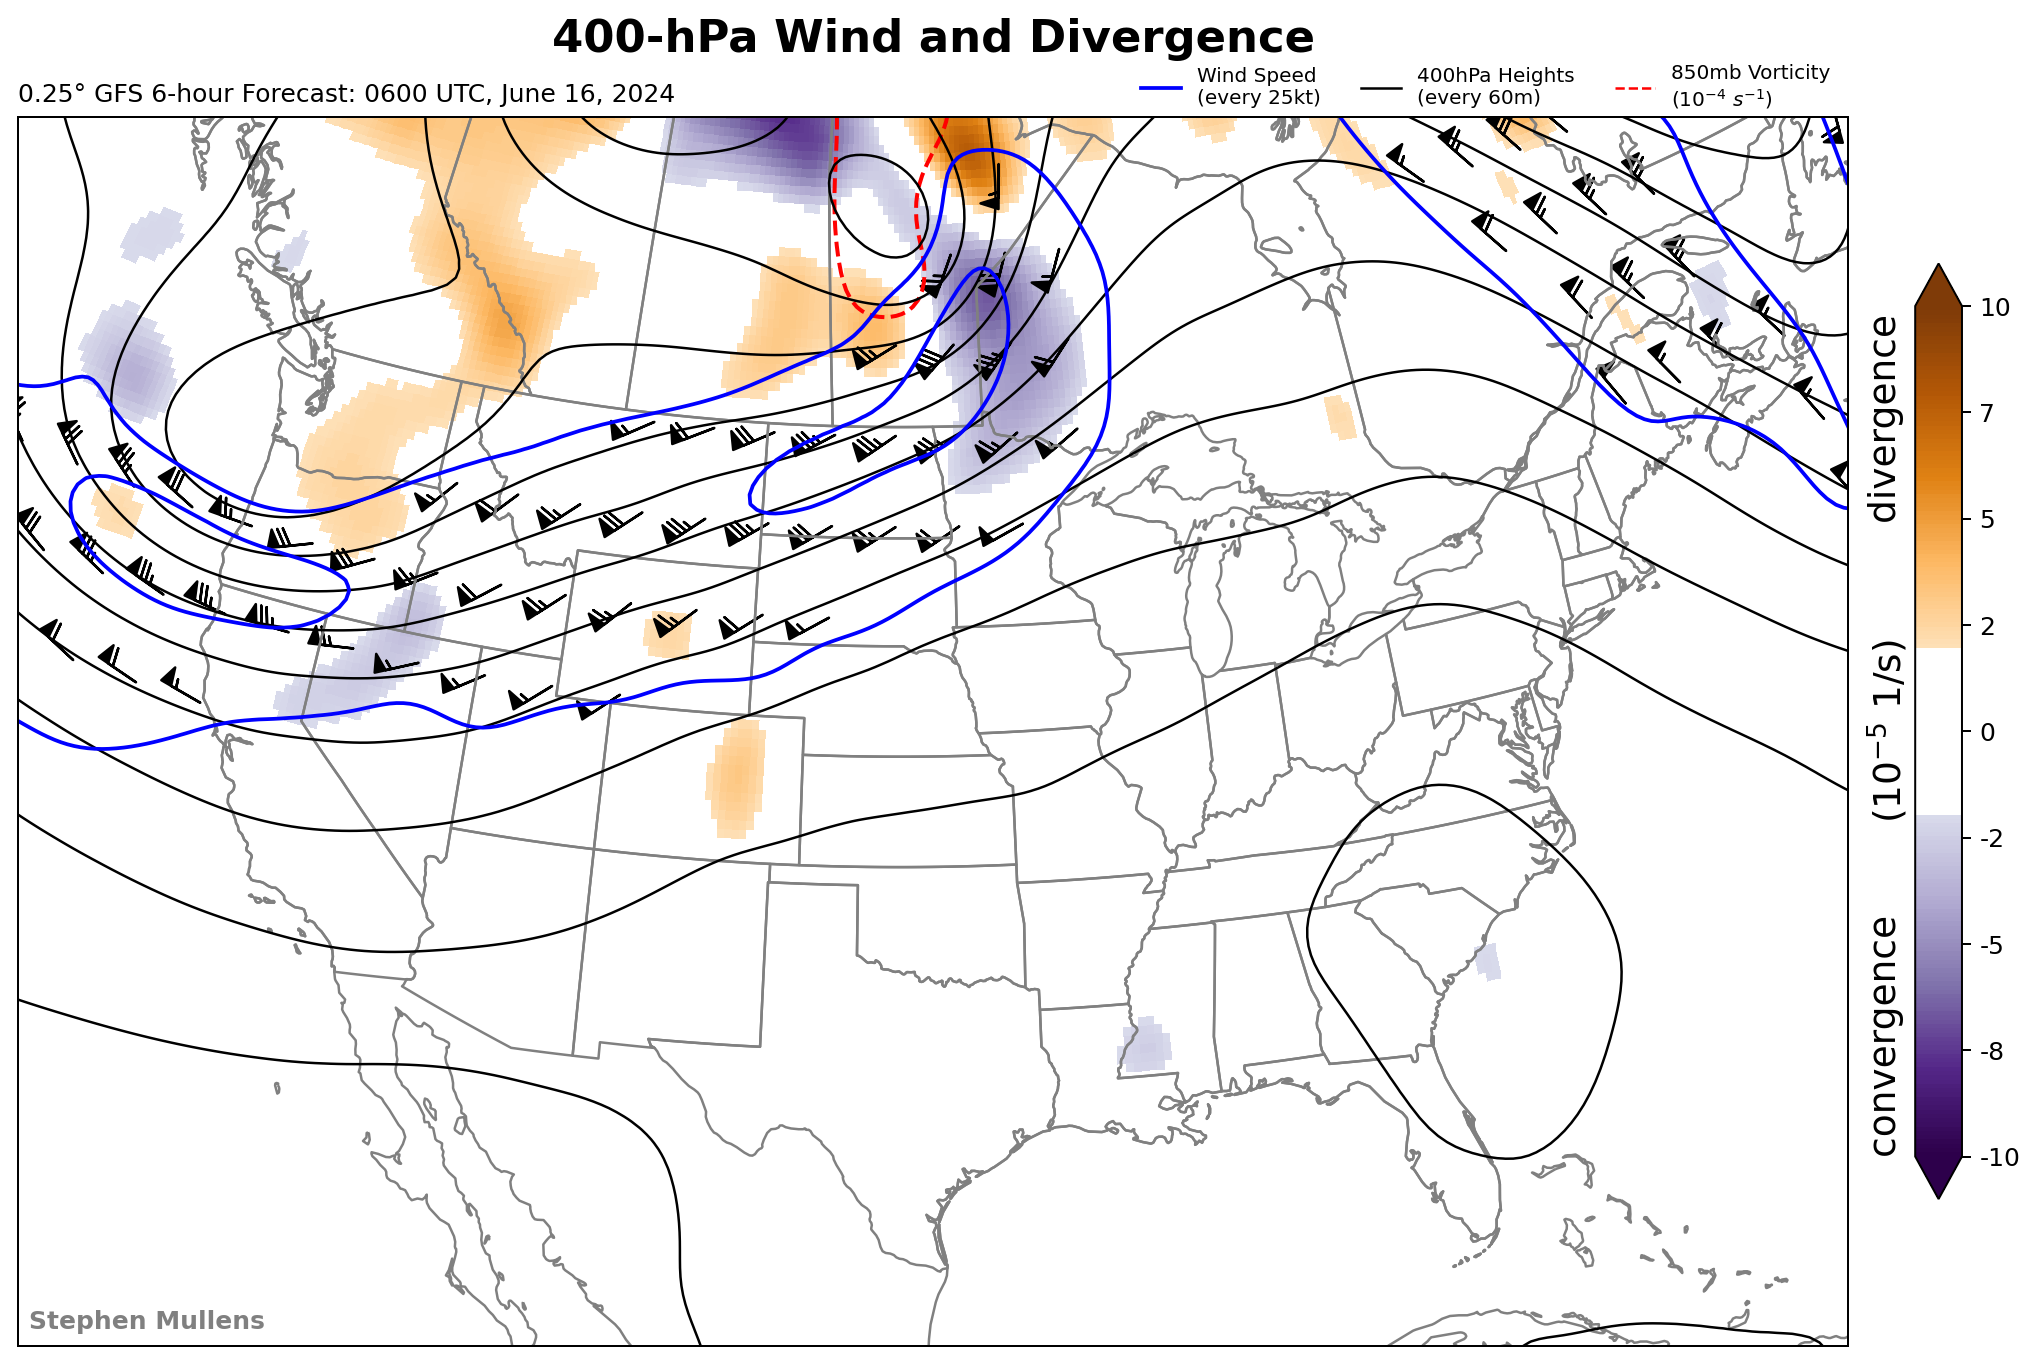 400-hPa Wind and Divergence
0.25° GFS 6-hour Forecast: 0600 UTC, June 16, 2024
Wind Speed
(every 25kt)
400hPa Heights
(every 60m)
850mb Vorticity
(10⁻⁴ s⁻¹)
10
7
5
2
0
-2
-5
-8
-10
convergence (10⁻⁵ 1/s) divergence
Stephen Mullens